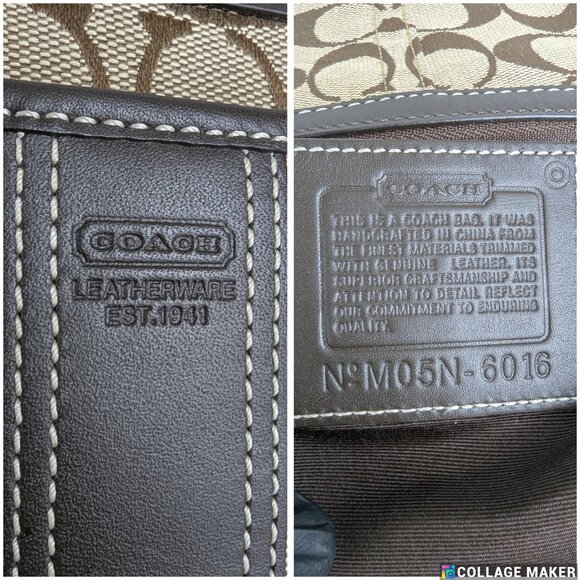 COACH
LEATHERWARE
EST.1941
COACH
THIS IS A COACH BAG. IT WAS
HANDCRAFTED IN CHINA FROM
THE FINEST MATERIALS TRIMMED
WITH GENUINE LEATHER. ITS
SUPERIOR CRAFTSMANSHIP AND
ATTENTION TO DETAIL REFLECT
OUR COMMITMENT TO ENDURING
QUALITY.
Nº M05N-6016
COLLAGE MAKER